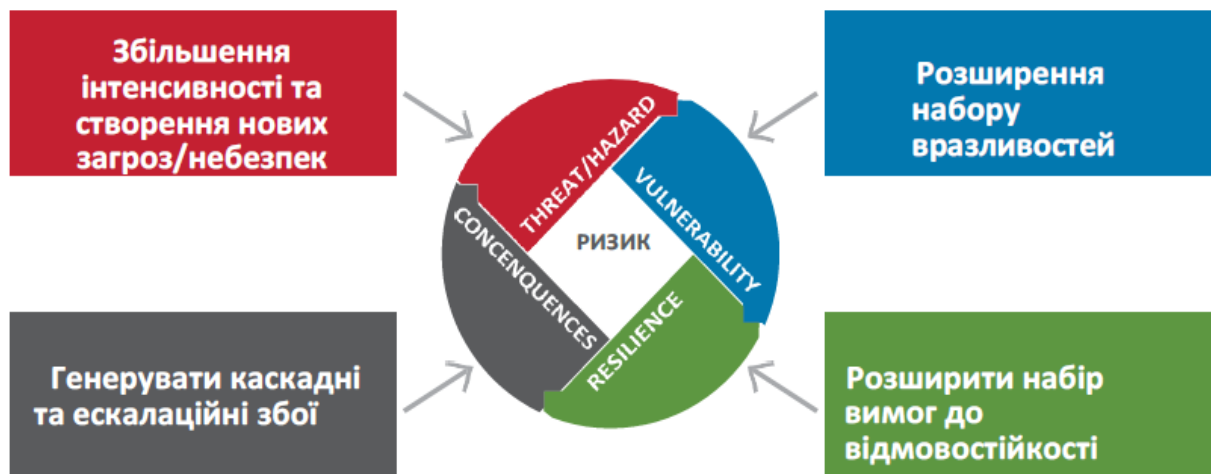 Збільшення
інтенсивності та
створення нових
загроз/небезпек
Розширення
набору
вразливостей
THREAT/HAZARD
VULNERABILITY
РИЗИК
CONCENQUENCES
RESILIENCE
Генерувати каскадні
та ескалаційні збої
Розширити набір
вимог до
відмовостійкості